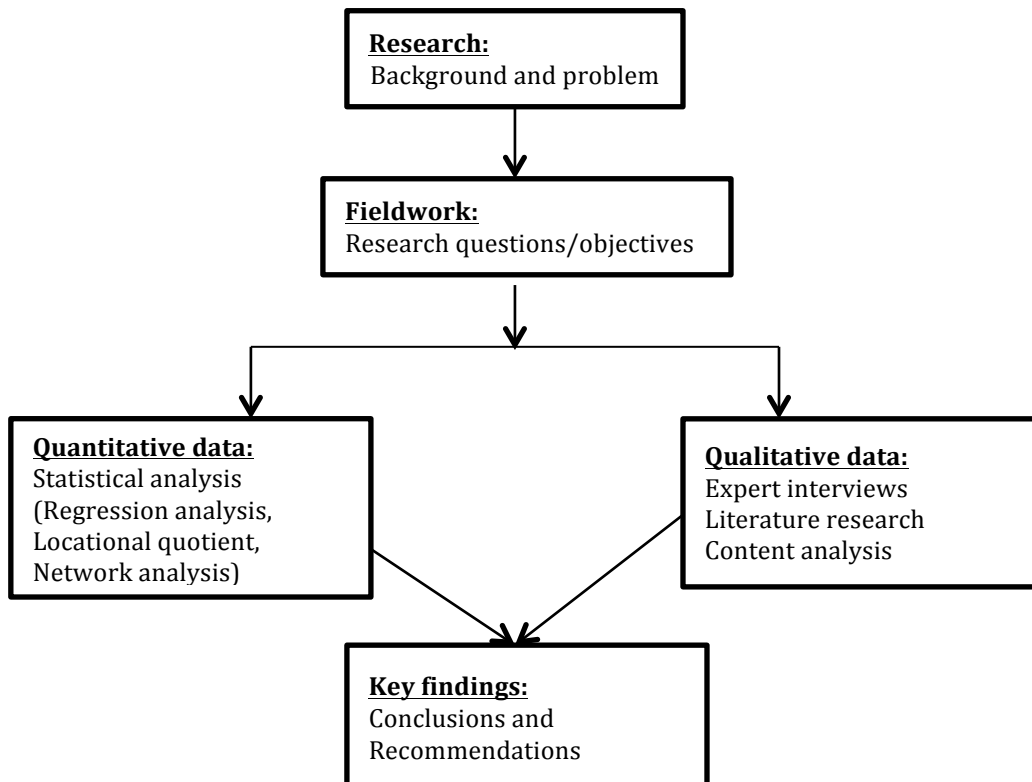 Research:
Background and problem
Fieldwork:
Research questions/objectives
Quantitative data:
Statistical analysis
(Regression analysis,
Locational quotient,
Network analysis)
Qualitative data:
Expert interviews
Literature research
Content analysis
Key findings:
Conclusions and
Recommendations